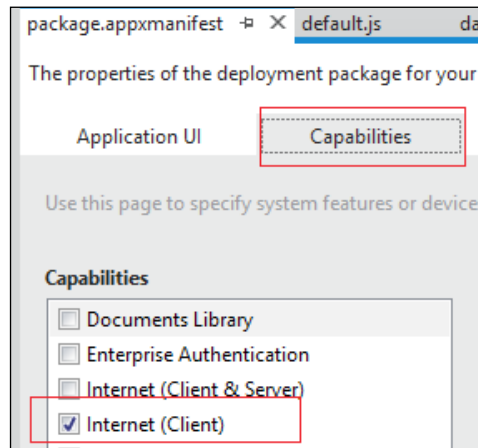 package.appxmanifest default.js da
The properties of the deployment package for your
Application UI Capabilities
Use this page to specify system features or device
Capabilities
Documents Library
Enterprise Authentication
Internet (Client & Server)
Internet (Client)